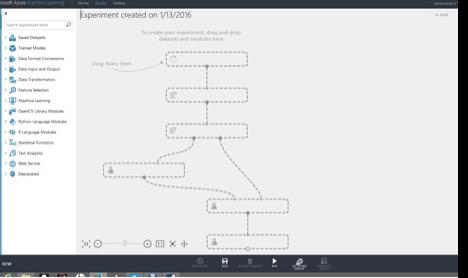 Microsoft Azure Machine Learning
Home Studio Gallery
Experiment created on 1/13/2016
In draft
Search experiment items
To create your experiment, drag and drop
datasets and modules here
Drag Items Here
Saved Datasets
Trained Models
Data Format Conversions
Data Input and Output
Data Transformation
Feature Selection
Machine Learning
OpenCV Library Modules
Python Language Modules
R Language Modules
Statistical Functions
Text Analytics
Web Service
Deprecated
NEW
SAVE
RUN